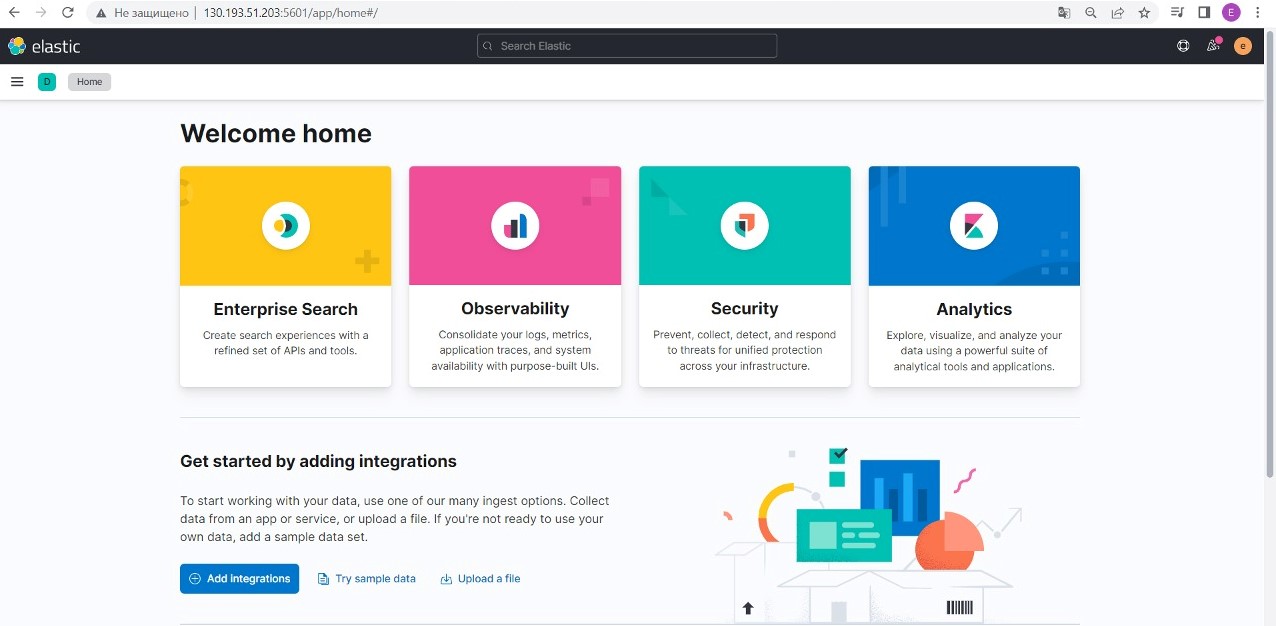 Не защищено 130.193.51.203:5601/app/home#/
E
elastic
Search Elastic
e
D Home
Welcome home
Enterprise Search
Create search experiences with a
refined set of APIs and tools.
Observability
Consolidate your logs, metrics,
application traces, and system
availability with purpose-built UIs.
Security
Prevent, collect, detect, and respond
to threats for unified protection
across your infrastructure.
Analytics
Explore, visualize, and analyze your
data using a powerful suite of
analytical tools and applications.
Get started by adding integrations
To start working with your data, use one of our many ingest options. Collect
data from an app or service, or upload a file. If you're not ready to use your
own data, add a sample data set.
Add integrations Try sample data Upload a file